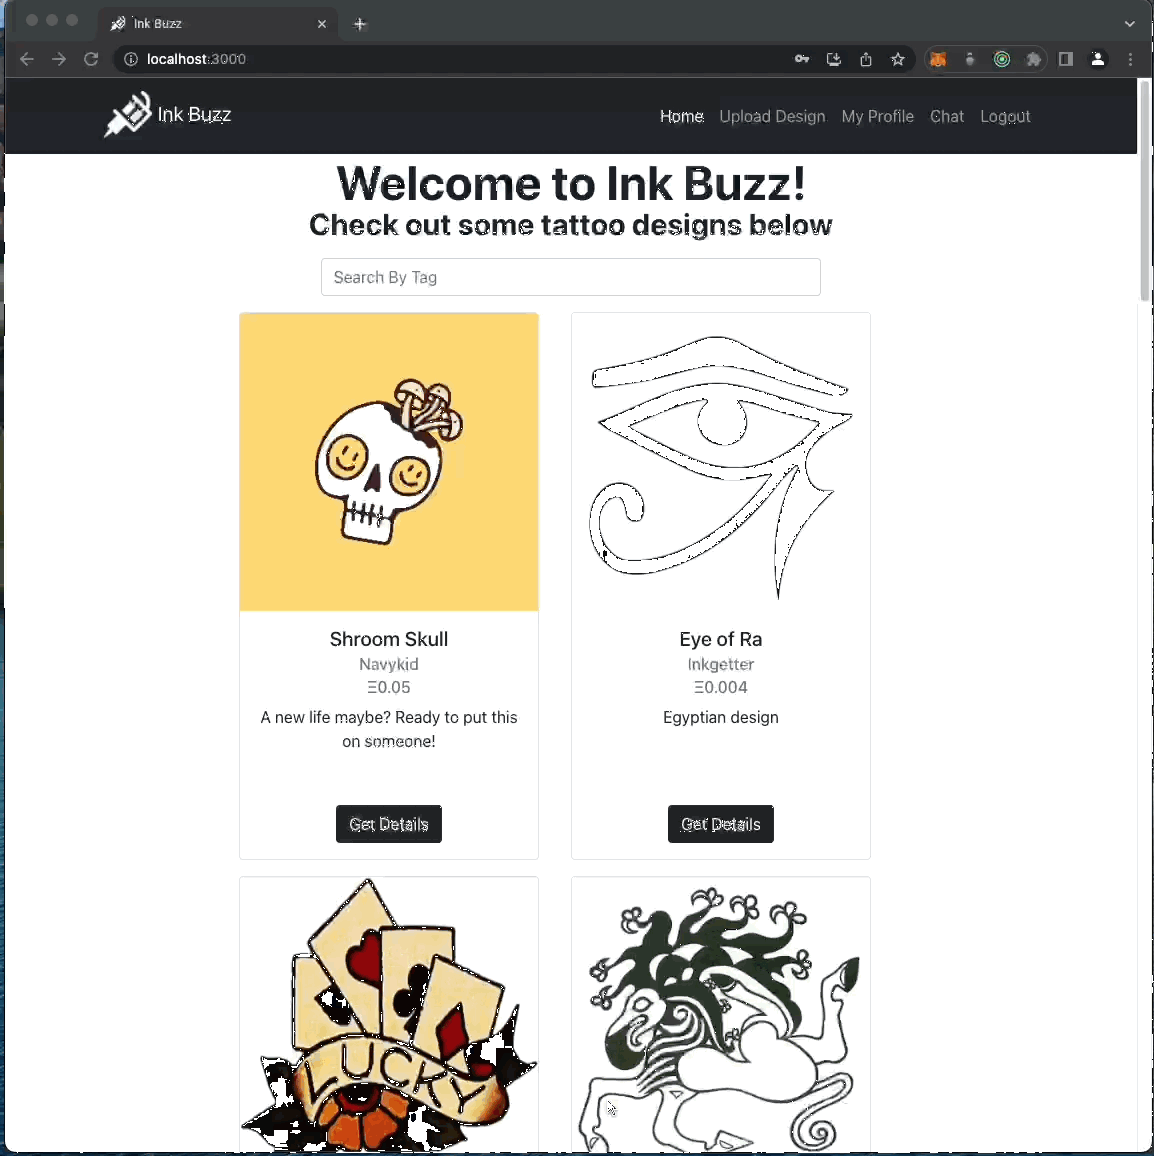 Ink Buzz
localhost:3000
Ink Buzz
Home Upload Design My Profile Chat Logout
Welcome to Ink Buzz!
Check out some tattoo designs below
Search By Tag
Shroom Skull
Navykid
Ξ0.05
A new life maybe? Ready to put this
on someone!
Get Details
Eye of Ra
Inkgetter
Ξ0.004
Egyptian design
Get Details
LUCKY